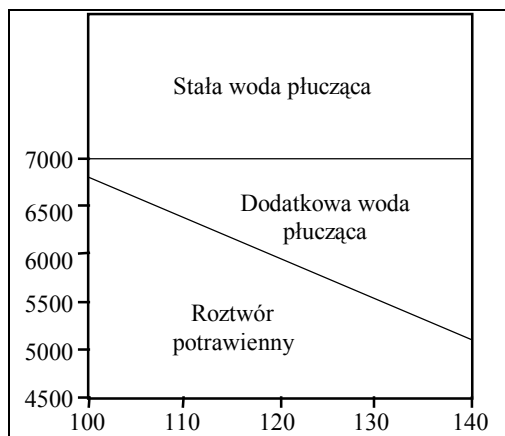 Stała woda płucząca
7000
6500
Dodatkowa woda
płucząca
6000
5500
Roztwór
potrawienny
5000
4500
100 110 120 130 140